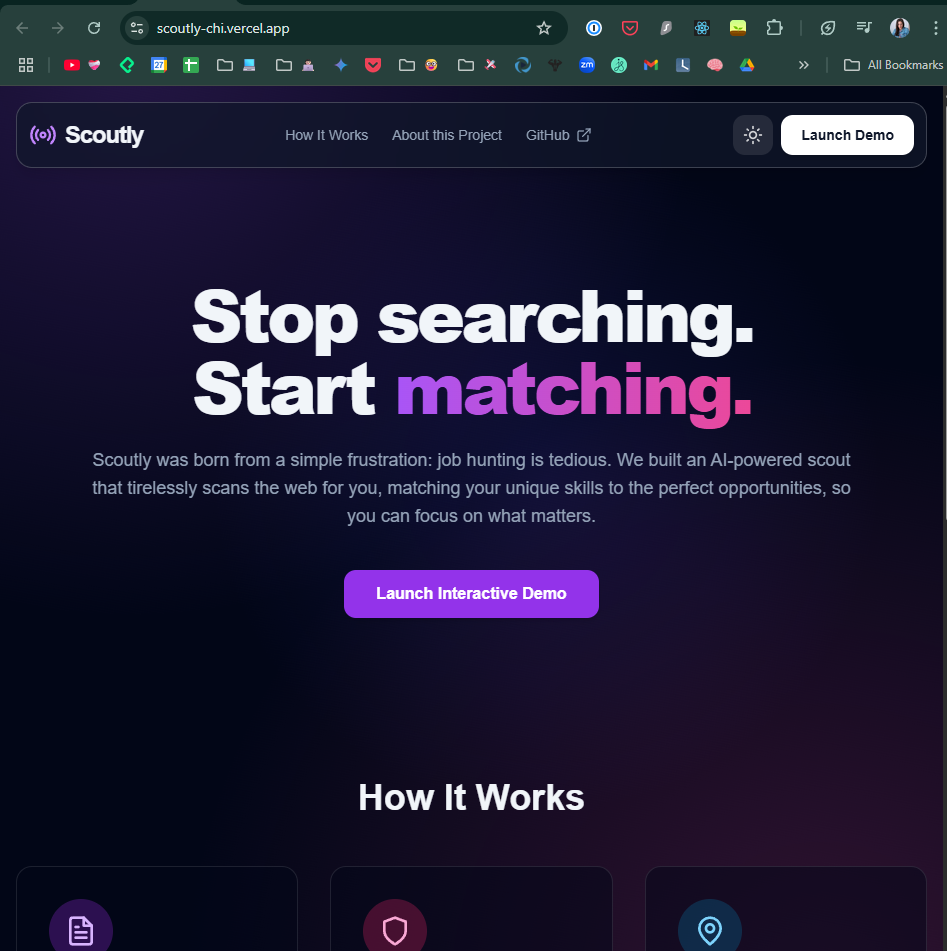 scoutly-chi.vercel.app
27
zm
All Bookmarks
Scoutly
How It Works
About this Project
GitHub
Launch Demo
Stop searching.
Start matching.
Scoutly was born from a simple frustration: job hunting is tedious. We built an AI-powered scout
that tirelessly scans the web for you, matching your unique skills to the perfect opportunities, so
you can focus on what matters.
Launch Interactive Demo
How It Works